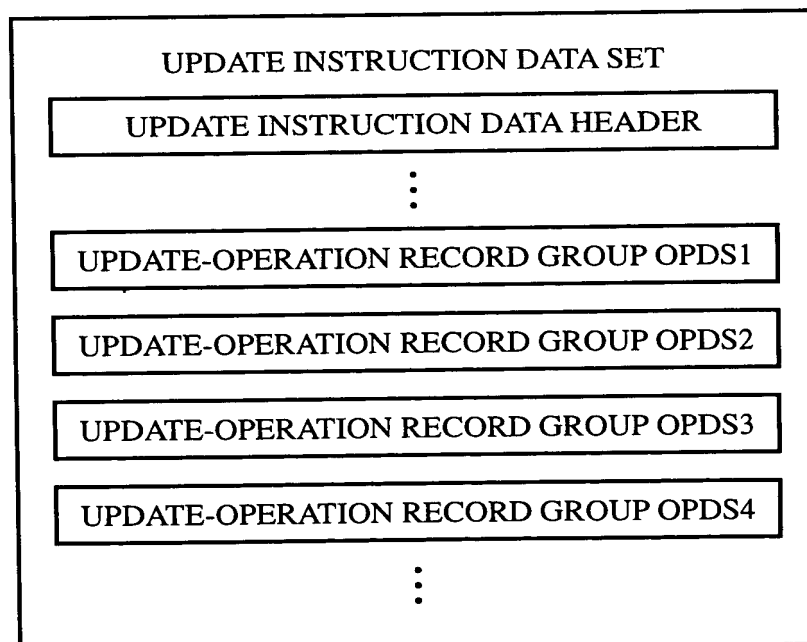 UPDATE INSTRUCTION DATA SET
UPDATE INSTRUCTION DATA HEADER
UPDATE-OPERATION RECORD GROUP OPDS1
UPDATE-OPERATION RECORD GROUP OPDS2
UPDATE-OPERATION RECORD GROUP OPDS3
UPDATE-OPERATION RECORD GROUP OPDS4